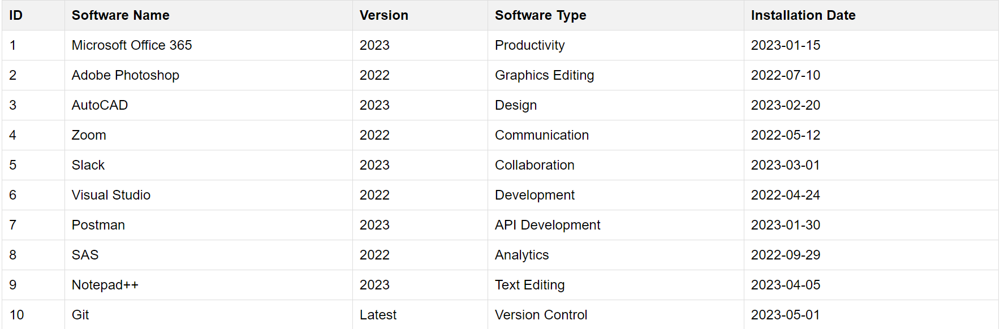 ID Software Name Version Software Type Installation Date
1 Microsoft Office 365 2023 Productivity 2023-01-15
2 Adobe Photoshop 2022 Graphics Editing 2022-07-10
3 AutoCAD 2023 Design 2023-02-20
4 Zoom 2022 Communication 2022-05-12
5 Slack 2023 Collaboration 2023-03-01
6 Visual Studio 2022 Development 2022-04-24
7 Postman 2023 API Development 2023-01-30
8 SAS 2022 Analytics 2022-09-29
9 Notepad++ 2023 Text Editing 2023-04-05
10 Git Latest Version Control 2023-05-01